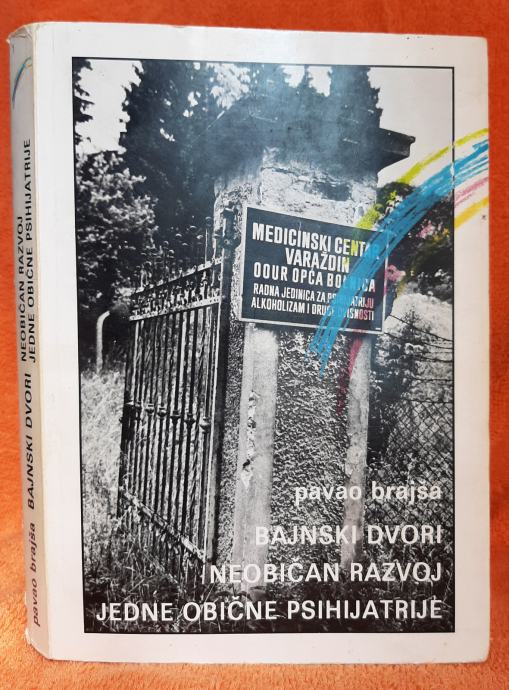 pavao brajša BAJNSKI DVORI NEOBIČAN RAZVOJ
JEDNE OBIČNE PSIHIJATRIJE
MEDICINSKI CENTAR
VARAŽDIN
OOUR OPĆA BOLNICA
RADNA JEDINICA ZA PSIHIJATRIJU
ALKOHOLIZAM I DRUGE OVISNOSTI
pavao brajša
BAJNSKI DVORI
NEOBIČAN RAZVOJ
JEDNE OBIČNE PSIHIJATRIJE